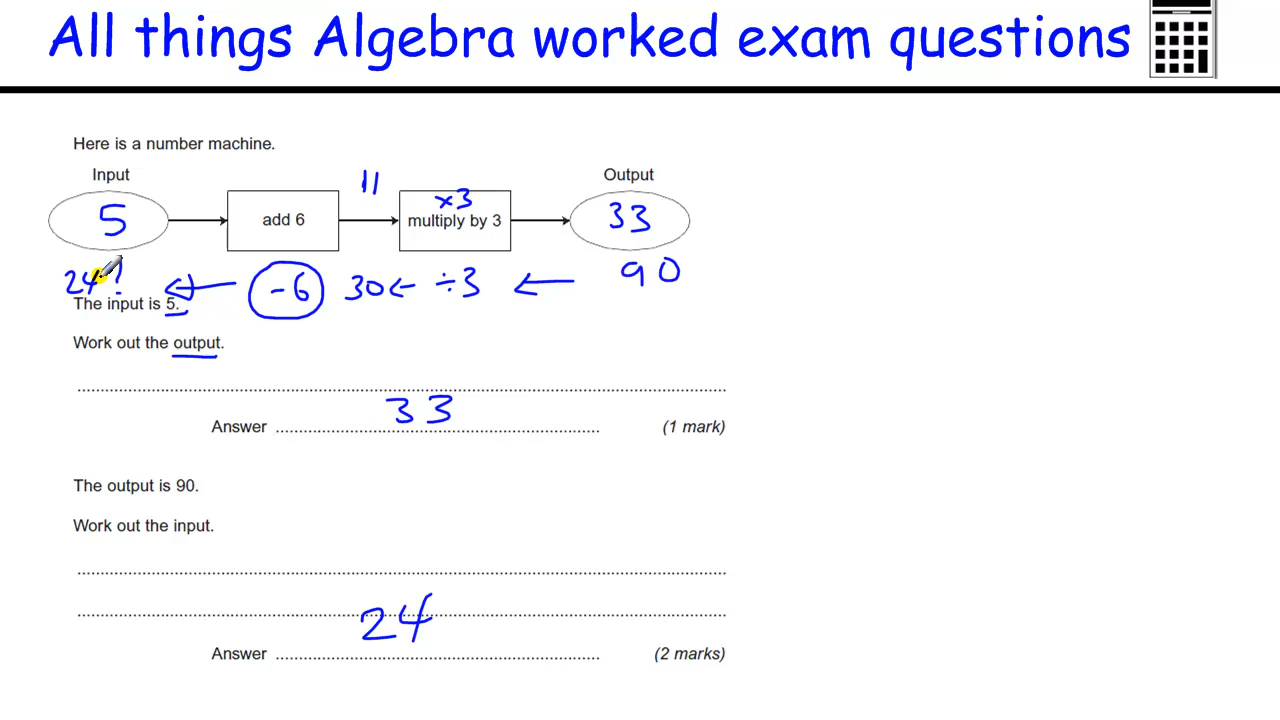 All things Algebra worked exam questions
Here is a number machine.
Input
11
Output
5
add 6
×3
multiply by 3
33
24!
← -6 30 ← ÷3 ← 90
The input is 5.
Work out the output.
33
Answer (1 mark)
The output is 90.
Work out the input.
24
Answer (2 marks)